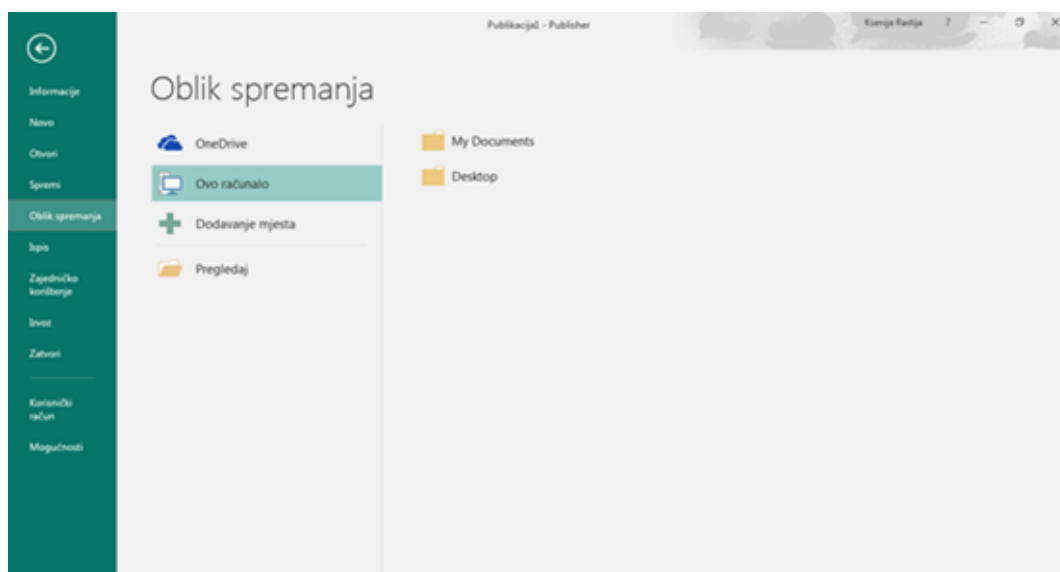 Publikacija1 - Publisher
Ksenija Rastija ?
Informacije
Novo
Otvori
Spremi
Oblik spremanja
Ispis
Zajedničko
korištenje
Izvoz
Zatvori
Korisnički
račun
Mogućnosti
Oblik spremanja
OneDrive
Ovo računalo
Dodavanje mjesta
Pregledaj
My Documents
Desktop